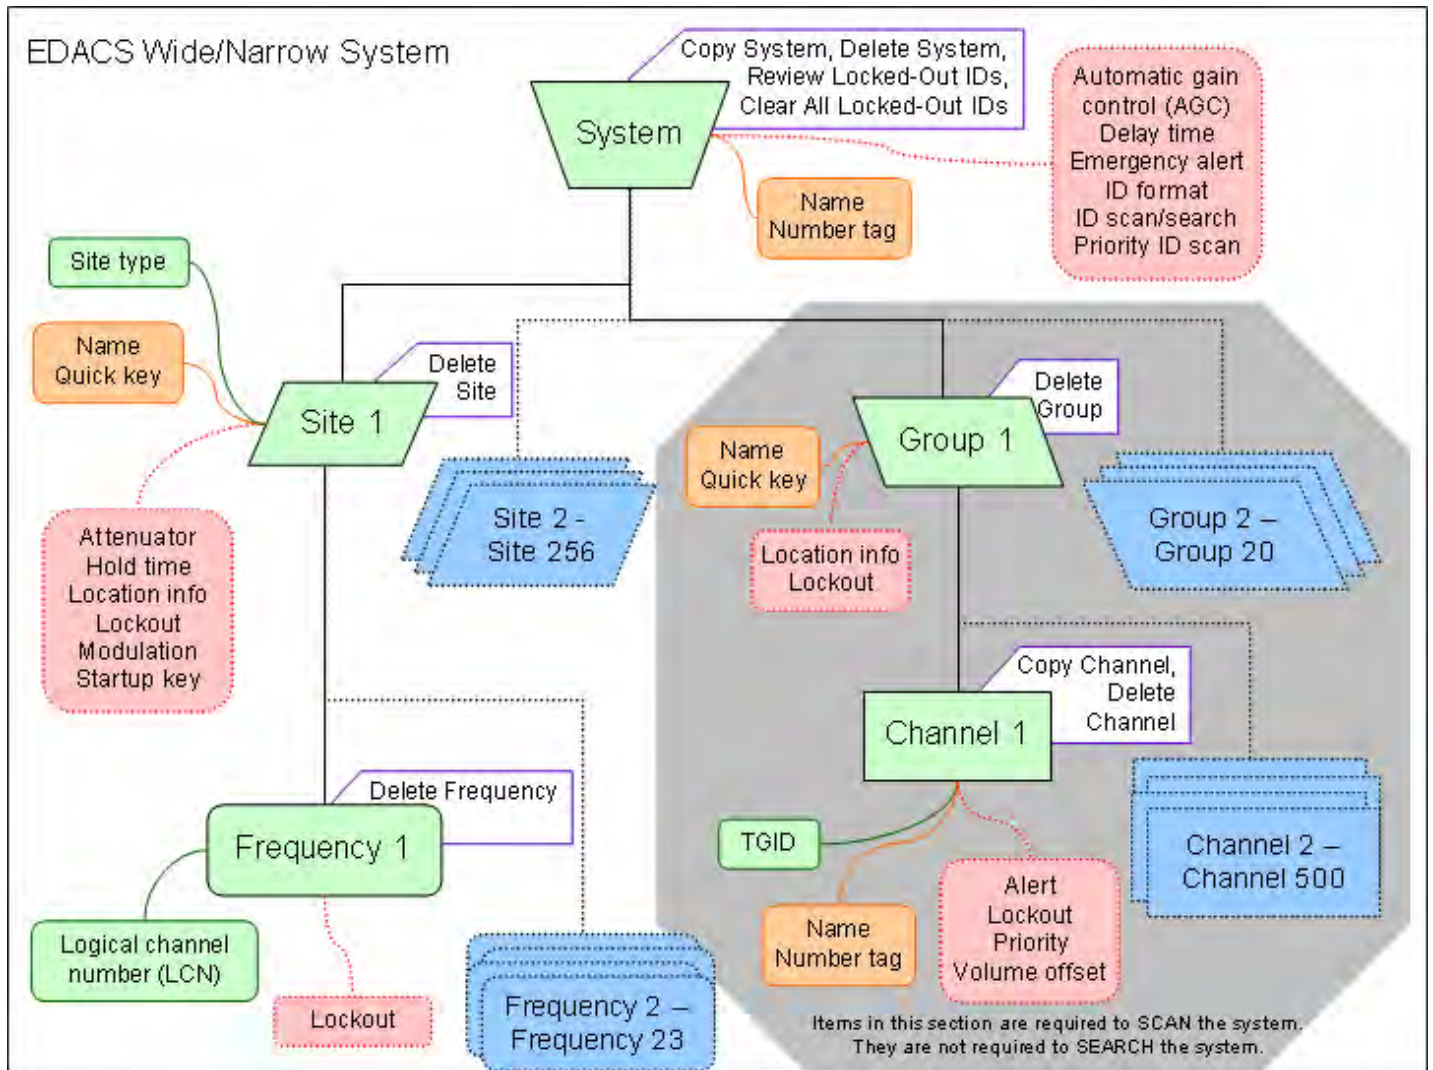 EDACS Wide/Narrow System
Copy System, Delete System,
Review Locked-Out IDs,
Clear All Locked-Out IDs
System
Automatic gain
control (AGC)
Delay time
Emergency alert
ID format
ID scan/search
Priority ID scan
Name
Number tag
Site type
Name
Quick key
Delete
Site
Site 1
Delete
Group
Group 1
Name
Quick key
Site 2 -
Site 256
Group 2 –
Group 20
Attenuator
Hold time
Location info
Lockout
Modulation
Startup key
Location info
Lockout
Copy Channel,
Delete
Channel
Channel 1
Delete Frequency
Frequency 1
TGID
Channel 2 –
Channel 500
Alert
Lockout
Priority
Volume offset
Name
Number tag
Logical channel
number (LCN)
Lockout
Frequency 2 –
Frequency 23
Items in this section are required to SCAN the system.
They are not required to SEARCH the system.